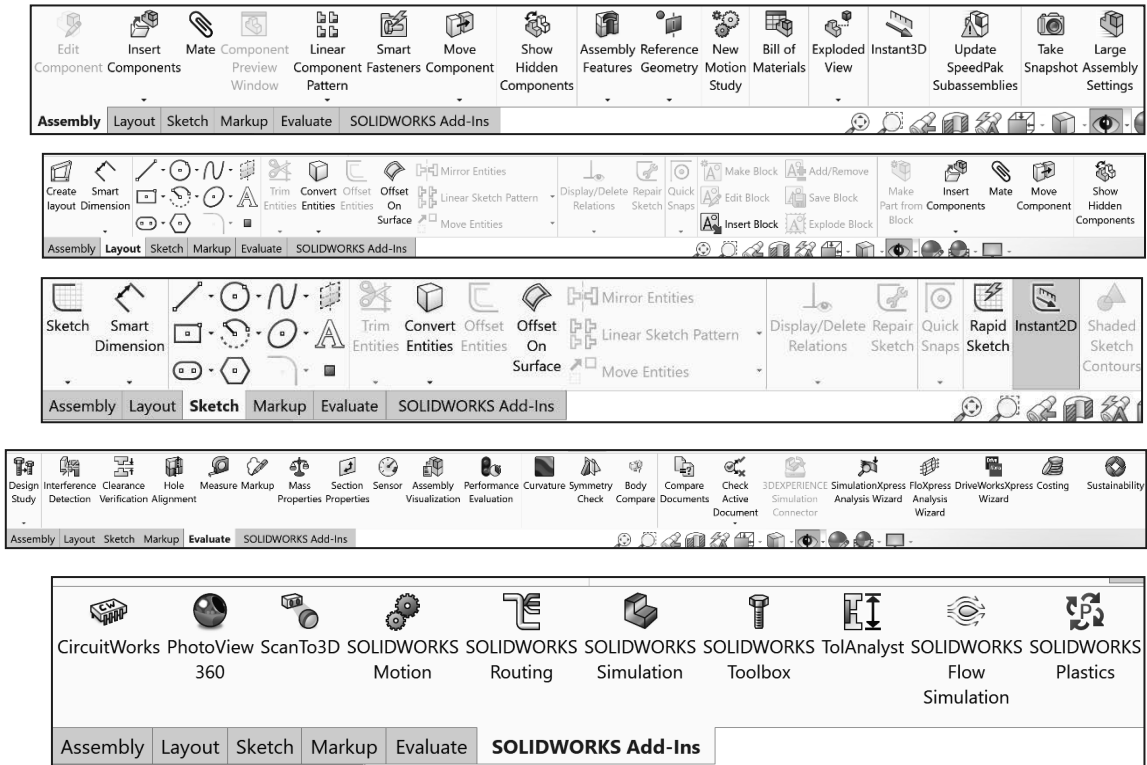 Edit Component
Insert Components
Mate
Component Preview Window
Linear Component Pattern
Smart Fasteners
Move Component
Show Hidden Components
Assembly Features
Reference Geometry
New Motion Study
Bill of Materials
Exploded View
Instant3D
Update SpeedPak Subassemblies
Take Snapshot
Large Assembly Settings
Assembly Layout Sketch Markup Evaluate SOLIDWORKS Add-Ins
Create layout
Smart Dimension
Trim Entities
Convert Entities
Offset Entities
Offset On Surface
Mirror Entities
Linear Sketch Pattern
Move Entities
Display/Delete Relations
Repair Sketch
Quick Snaps
Make Block
Edit Block
Insert Block
Add/Remove
Save Block
Explode Block
Make Part from Block
Insert Components
Mate
Move Component
Show Hidden Components
Assembly Layout Sketch Markup Evaluate SOLIDWORKS Add-Ins
Sketch
Smart Dimension
Trim Entities
Convert Entities
Offset Entities
Offset On Surface
Mirror Entities
Linear Sketch Pattern
Move Entities
Display/Delete Relations
Repair Sketch
Quick Snaps
Rapid Sketch
Instant2D
Shaded Sketch Contours
Assembly Layout Sketch Markup Evaluate SOLIDWORKS Add-Ins
Design Study
Interference Detection
Clearance Verification
Hole Alignment
Measure
Markup
Mass Properties
Section Properties
Sensor
Assembly Visualization
Performance Evaluation
Curvature
Symmetry Check
Body Compare
Compare Documents
Check Active Document
3DEXPERIENCE Simulation Connector
SimulationXpress Analysis Wizard
FloXpress Analysis Wizard
DriveWorksXpress Wizard
Costing
Sustainability
Assembly Layout Sketch Markup Evaluate SOLIDWORKS Add-Ins
CircuitWorks
PhotoView 360
ScanTo3D
SOLIDWORKS Motion
SOLIDWORKS Routing
SOLIDWORKS Simulation
SOLIDWORKS Toolbox
TolAnalyst
SOLIDWORKS Flow Simulation
SOLIDWORKS Plastics
Assembly Layout Sketch Markup Evaluate SOLIDWORKS Add-Ins